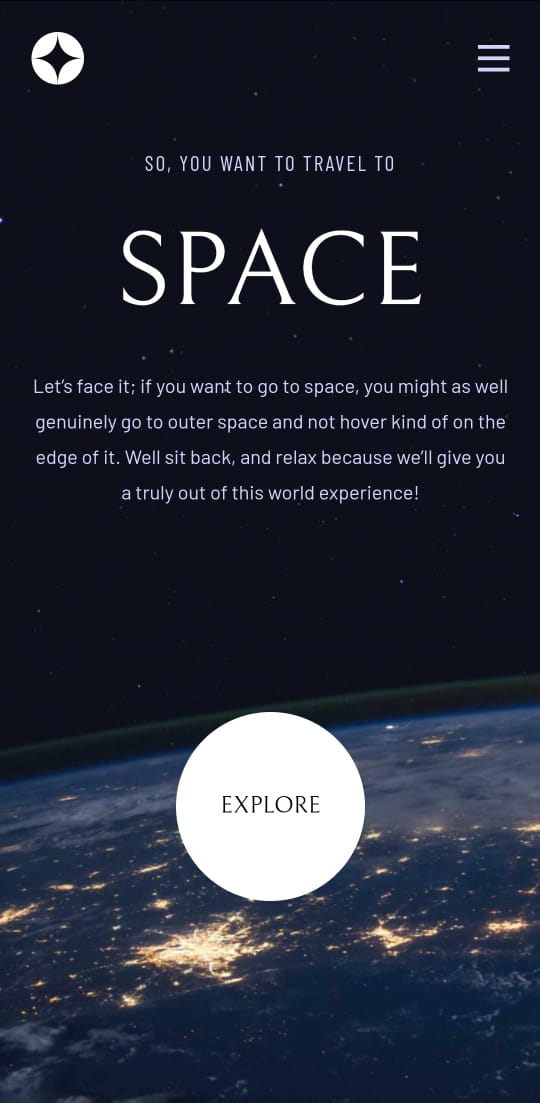 SO, YOU WANT TO TRAVEL TO
SPACE
Let’s face it; if you want to go to space, you might as well
genuinely go to outer space and not hover kind of on the
edge of it. Well sit back, and relax because we’ll give you
a truly out of this world experience!
EXPLORE